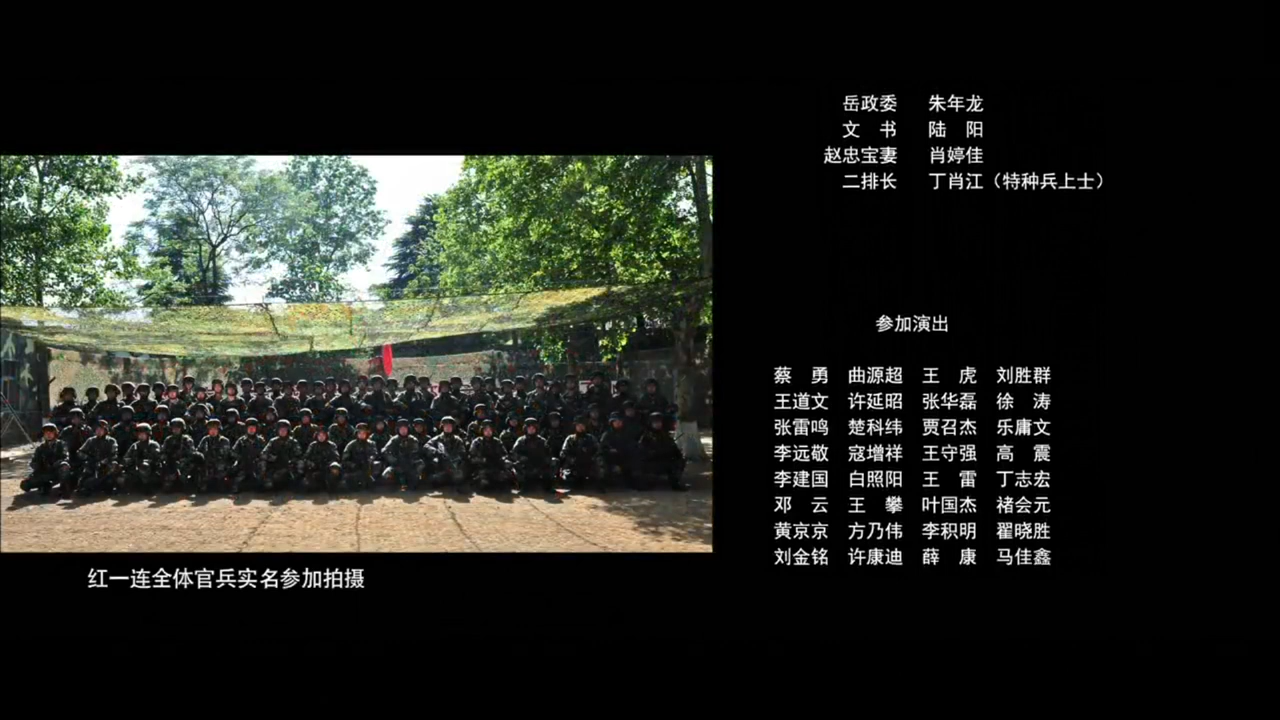 岳政委 朱年龙
文 书 陆 阳
赵忠宝妻 肖婷佳
二排长 丁肖江（特种兵上士）
参加演出
蔡 勇 曲源超 王 虎 刘胜群
王道文 许延昭 张华磊 徐 涛
张雷鸣 楚科纬 贾召杰 乐庸文
李远敬 寇增祥 王守强 高 震
李建国 白照阳 王 雷 丁志宏
邓 云 王 攀 叶国杰 褚会元
黄京京 方乃伟 李积明 翟晓胜
刘金铭 许康迪 薛 康 马佳鑫
红一连全体官兵实名参加拍摄